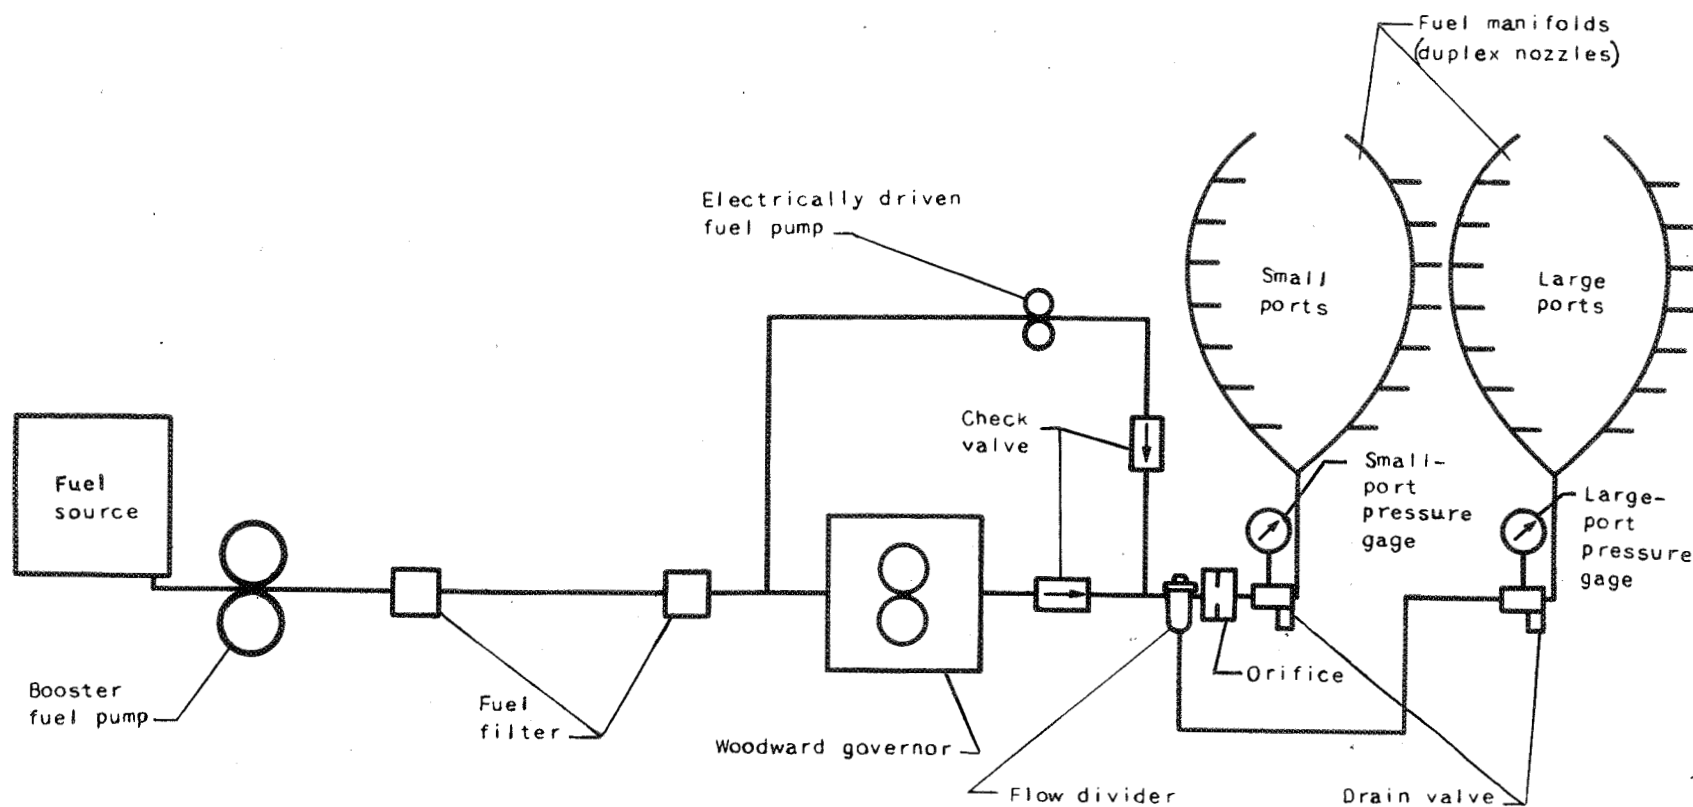 Fuel manifolds
(duplex nozzles)
Electrically driven
fuel pump
Small
ports
Large
ports
Check
valve
Small-
port
pressure
gage
Large-
port
pressure
gage
Fuel
source
Orifice
Booster
fuel pump
Fuel
filter
Woodward governor
Flow divider
Drain valve